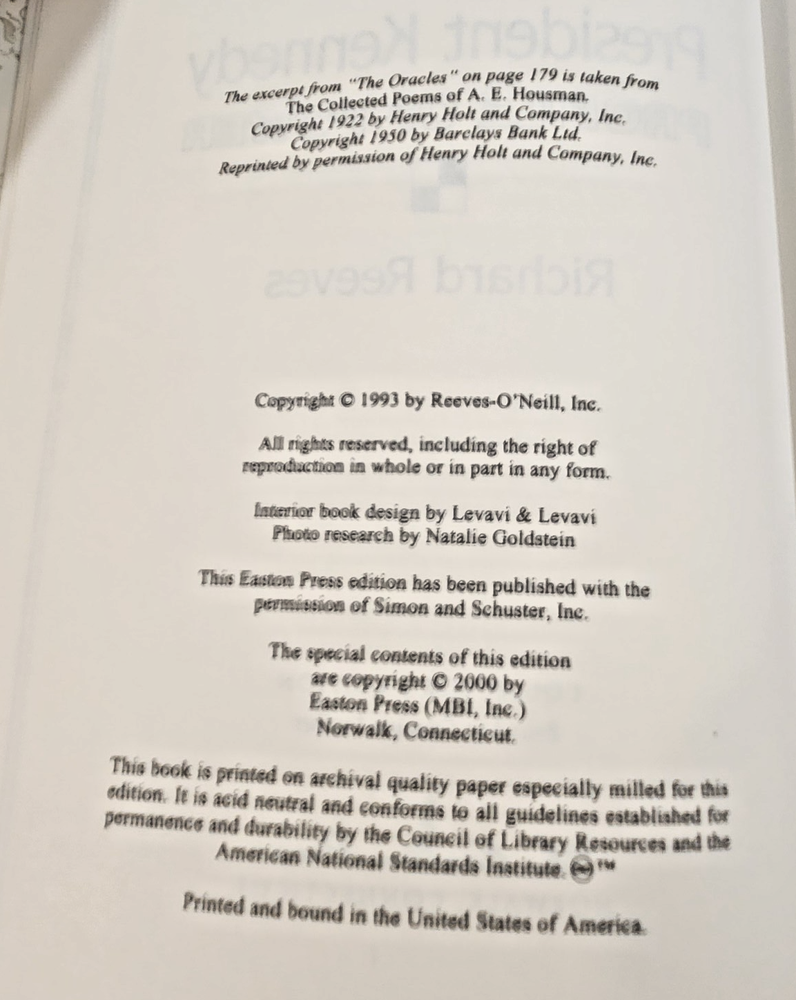 The excerpt from "The Oracles" on page 179 is taken from
The Collected Poems of A. E. Housman.
Copyright 1922 by Henry Holt and Company, Inc.
Copyright 1950 by Barclays Bank Ltd.
Reprinted by permission of Henry Holt and Company, Inc.
President Kennedy
Richard Reeves
Copyright © 1993 by Reeves-O'Neill, Inc.
All rights reserved, including the right of
reproduction in whole or in part in any form.
Interior book design by Levavi & Levavi
Photo research by Natalie Goldstein
This Easton Press edition has been published with the
permission of Simon and Schuster, Inc.
The special contents of this edition
are copyright © 2000 by
Easton Press (MBI, Inc.)
Norwalk, Connecticut.
This book is printed on archival quality paper especially milled for this
edition. It is acid neutral and conforms to all guidelines established for
permanence and durability by the Council of Library Resources and the
American National Standards Institute. ♾™
Printed and bound in the United States of America.